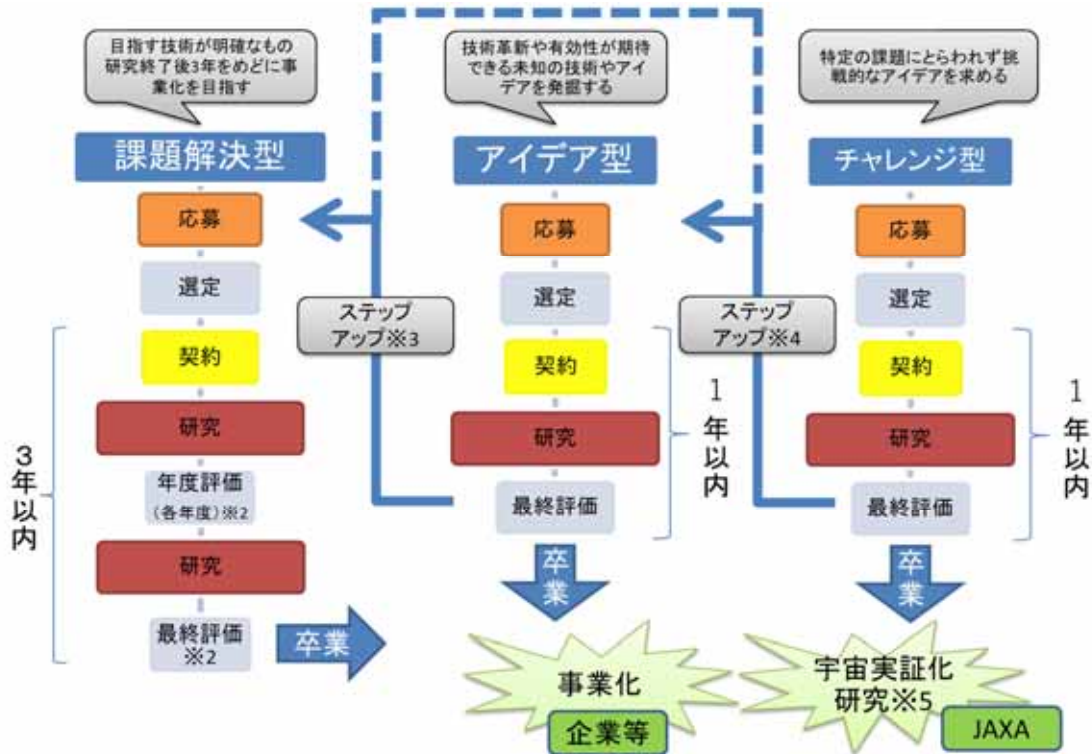 目指す技術が明確なもの
研究終了後3年をめどに事
業化を目指す
課題解決型
応募
選定
契約
研究
年度評価
(各年度)※2
研究
最終評価
※2
3年以内
卒業
技術革新や有効性が期待
できる未知の技術やアイ
デアを発掘する
アイデア型
応募
選定
契約
研究
最終評価
1年以内
ステップ
アップ※3
卒業
事業化
企業等
特定の課題にとらわれず挑
戦的なアイデアを求める
チャレンジ型
応募
選定
契約
研究
最終評価
1年以内
ステップ
アップ※4
卒業
宇宙実証化
研究※5
JAXA